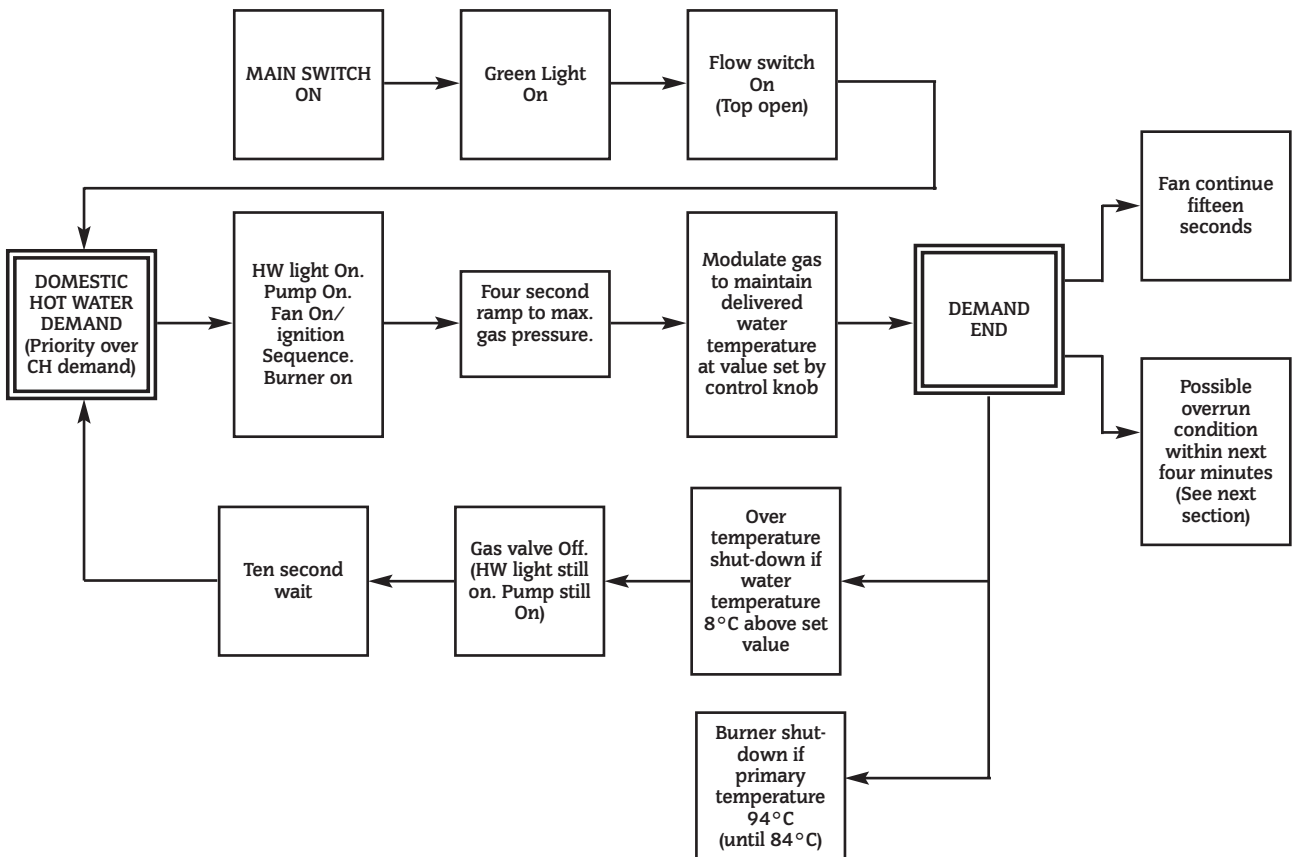 MAIN SWITCH
ON
Green Light
On
Flow switch
On
(Top open)
Fan continue
fifteen
seconds
DOMESTIC
HOT WATER
DEMAND
(Priority over
CH demand)
HW light On.
Pump On.
Fan On/
ignition
Sequence.
Burner on
Four second
ramp to max.
gas pressure.
Modulate gas
to maintain
delivered
water
temperature
at value set by
control knob
DEMAND
END
Possible
overrun
condition
within next
four minutes
(See next
section)
Ten second
wait
Gas valve Off.
(HW light still
on. Pump still
On)
Over
temperature
shut-down if
water
temperature
8°C above set
value
Burner shut-
down if
primary
temperature
94°C
(until 84°C)